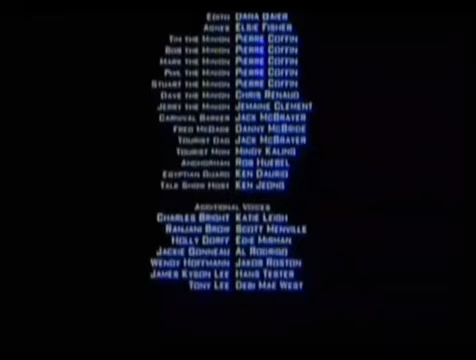 Edith Dana Gaier
Agnes Elsie Fisher
Tim the Minion Pierre Coffin
Bob the Minion Pierre Coffin
Mark the Minion Pierre Coffin
Phil the Minion Pierre Coffin
Stuart the Minion Pierre Coffin
Dave the Minion Chris Renaud
Jerry the Minion Jemaine Clement
Carnival Barker Jack McBrayer
Fred McDade Danny McBride
Tourist Dad Jack McBrayer
Tourist Mom Mindy Kaling
Anchorman Rob Huebel
Egyptian Guard Ken Daurio
Talk Show Host Ken Jeong
Additional Voices
Charles Bright Katie Leigh
Ranjani Brow Scott Menville
Holly Dorff Edie Mirman
Jackie Gonneau Al Rodrigo
Wendy Hoffmann Jakob Roston
James Kyson Lee Hans Tester
Tony Lee Debi Mae West